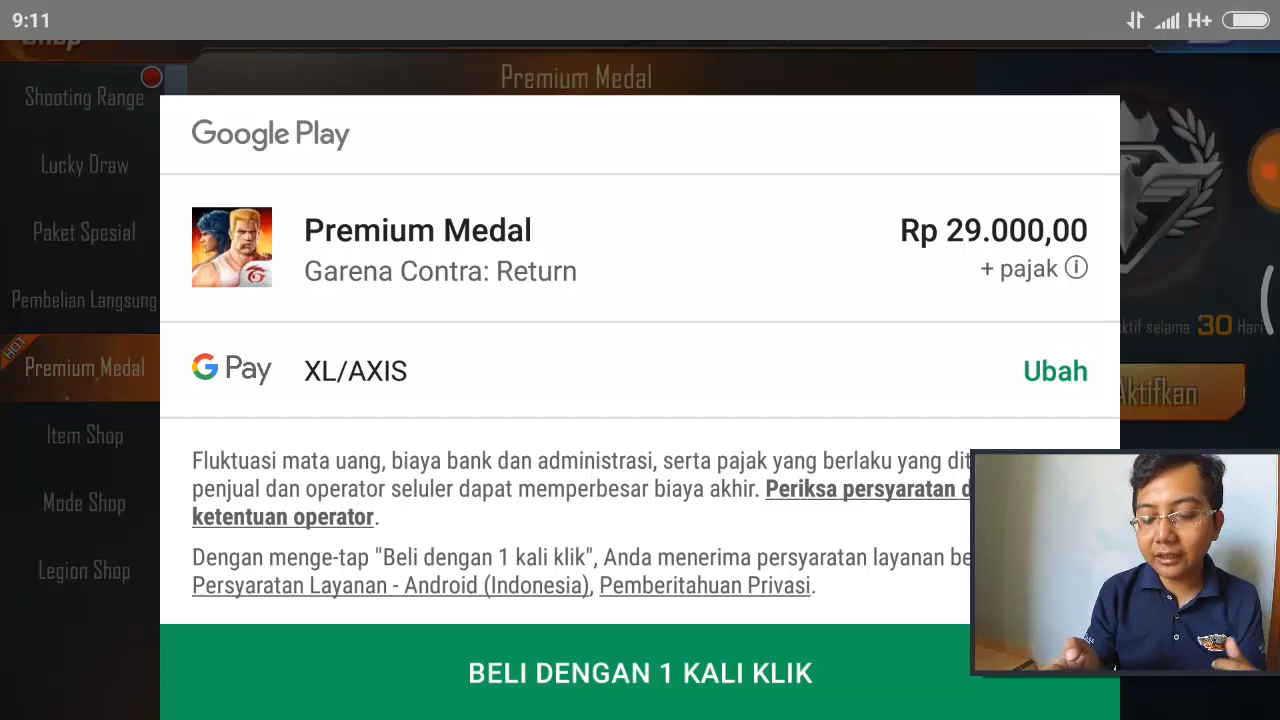 9:11
H+
Shop
Premium Medal
Shooting Range
Lucky Draw
Paket Spesial
Pembelian Langsung
HOT
Premium Medal
Item Shop
Mode Shop
Legion Shop
Google Play
Premium Medal
Rp 29.000,00
Garena Contra: Return
+ pajak
G Pay
XL/AXIS
Ubah
Fluktuasi mata uang, biaya bank dan administrasi, serta pajak yang berlaku yang
penjual dan operator seluler dapat memperbesar biaya akhir. Periksa persyaratan
ketentuan operator.
Dengan menge-tap "Beli dengan 1 kali klik", Anda menerima persyaratan layanan
Persyaratan Layanan - Android (Indonesia), Pemberitahuan Privasi.
BELI DENGAN 1 KALI KLIK
selama 30 Hari
Aktifkan